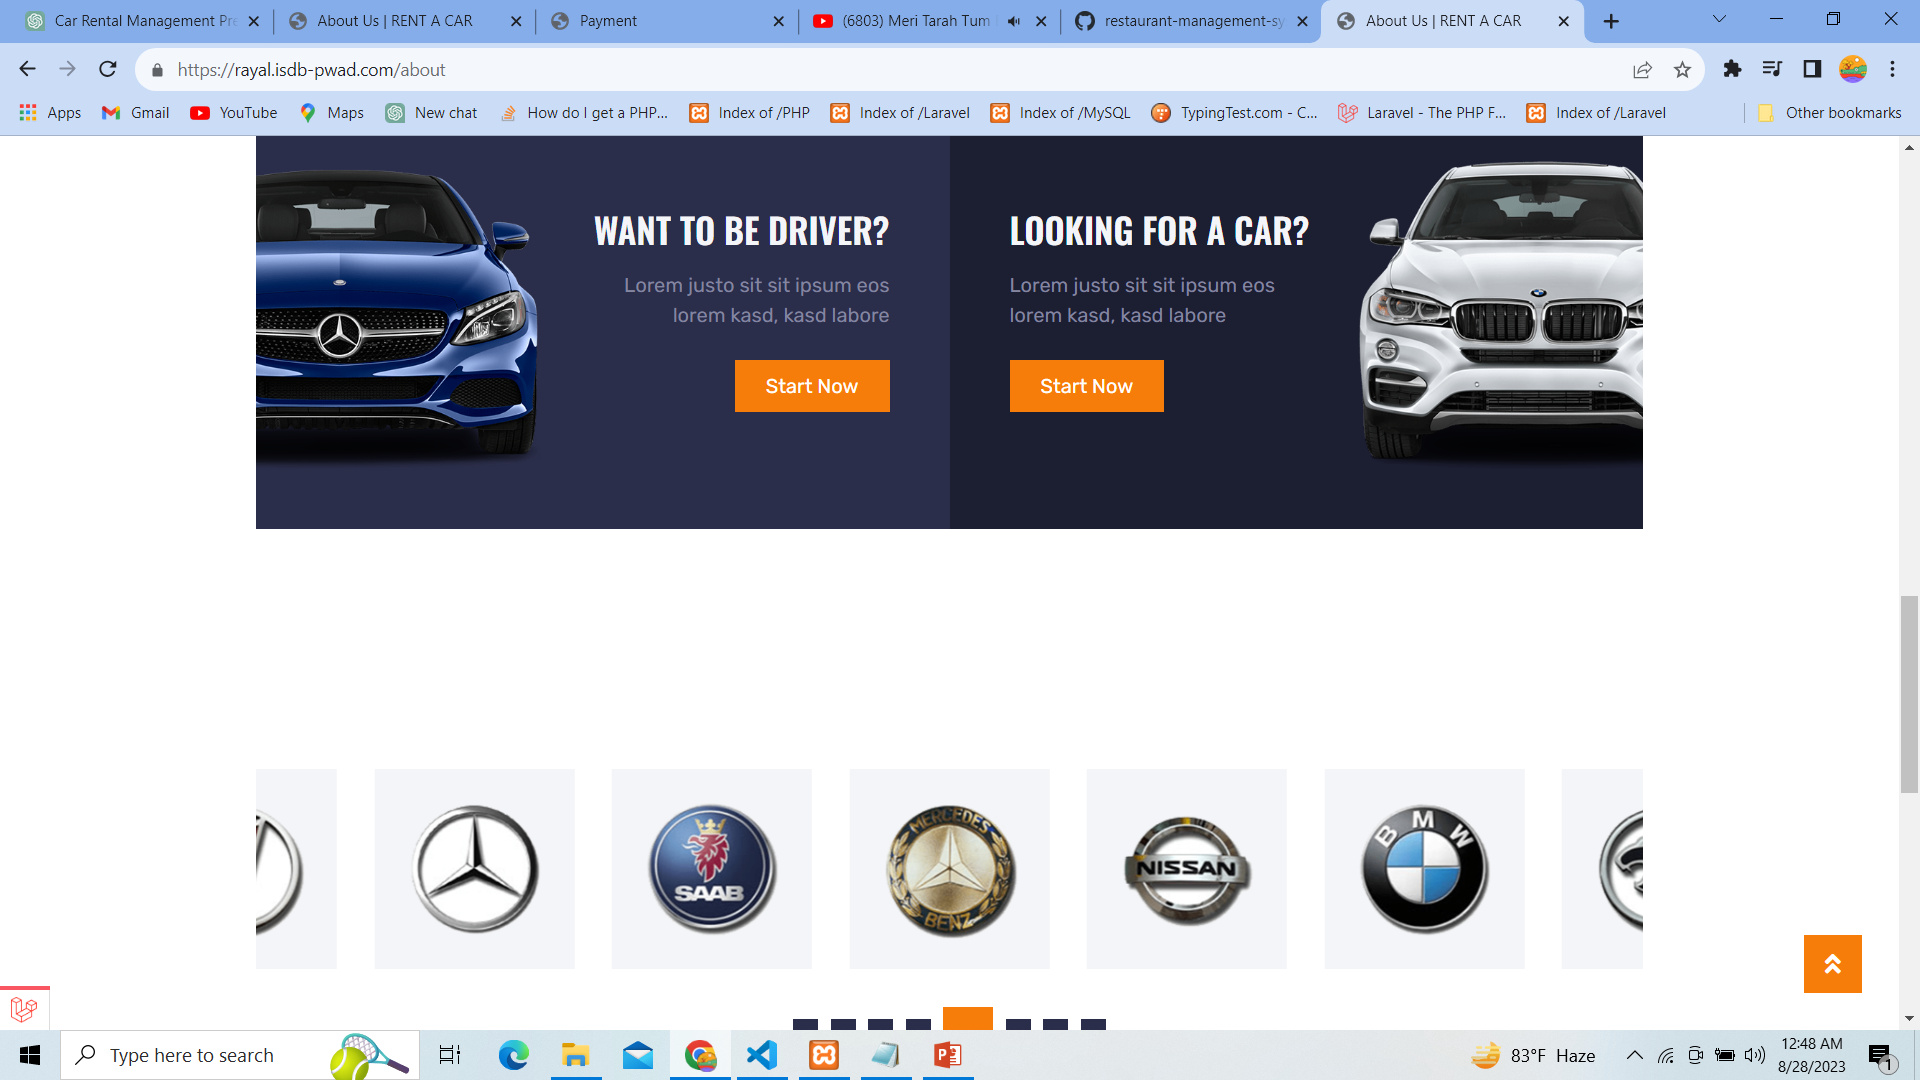 Car Rental Management Pre
About Us | RENT A CAR
Payment
(6803) Meri Tarah Tum
restaurant-management-sy
About Us | RENT A CAR
https://rayal.isdb-pwad.com/about
Apps
Gmail
YouTube
Maps
New chat
How do I get a PHP...
Index of /PHP
Index of /Laravel
Index of /MySQL
TypingTest.com - C...
Laravel - The PHP F...
Index of /Laravel
Other bookmarks
WANT TO BE DRIVER?
Lorem justo sit sit ipsum eos
lorem kasd, kasd labore
Start Now
LOOKING FOR A CAR?
Lorem justo sit sit ipsum eos
lorem kasd, kasd labore
Start Now
SAAB
MERCEDES
BENZ
NISSAN
BMW
Type here to search
83°F Haze
12:48 AM
8/28/2023
1